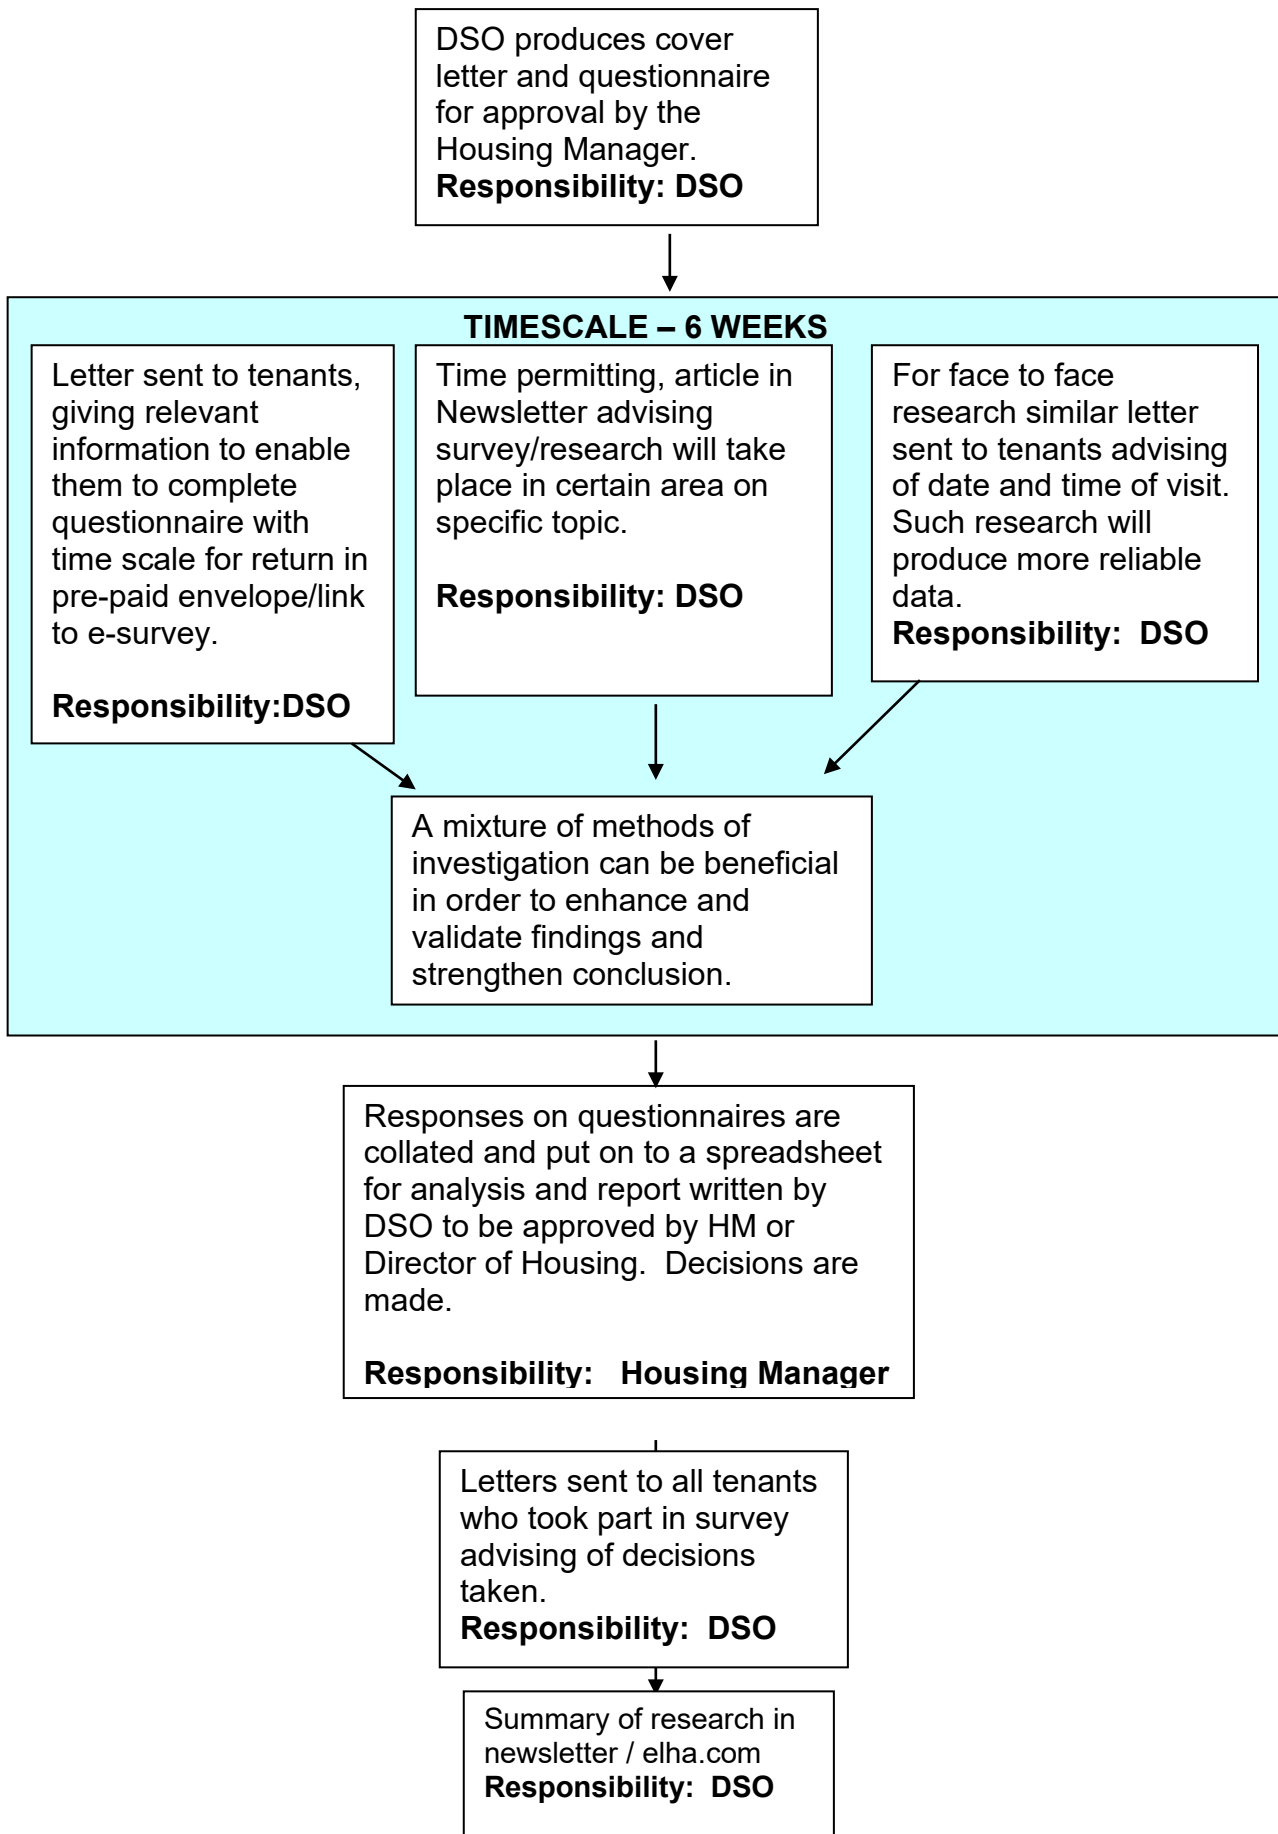 DSO produces cover
letter and questionnaire
for approval by the
Housing Manager.
Responsibility: DSO
TIMESCALE – 6 WEEKS
Letter sent to tenants,
giving relevant
information to enable
them to complete
questionnaire with
time scale for return in
pre-paid envelope/link
to e-survey.
Responsibility:DSO
Time permitting, article in
Newsletter advising
survey/research will take
place in certain area on
specific topic.
Responsibility: DSO
For face to face
research similar letter
sent to tenants advising
of date and time of visit.
Such research will
produce more reliable
data.
Responsibility: DSO
A mixture of methods of
investigation can be beneficial
in order to enhance and
validate findings and
strengthen conclusion.
Responses on questionnaires are
collated and put on to a spreadsheet
for analysis and report written by
DSO to be approved by HM or
Director of Housing. Decisions are
made.
Responsibility: Housing Manager
Letters sent to all tenants
who took part in survey
advising of decisions
taken.
Responsibility: DSO
Summary of research in
newsletter / elha.com
Responsibility: DSO